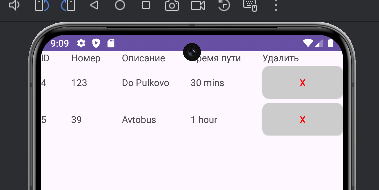 9:09
ID Номер Описание Время пути Удалить
4 123 Do Pulkovo 30 mins X
5 39 Avtobus 1 hour X